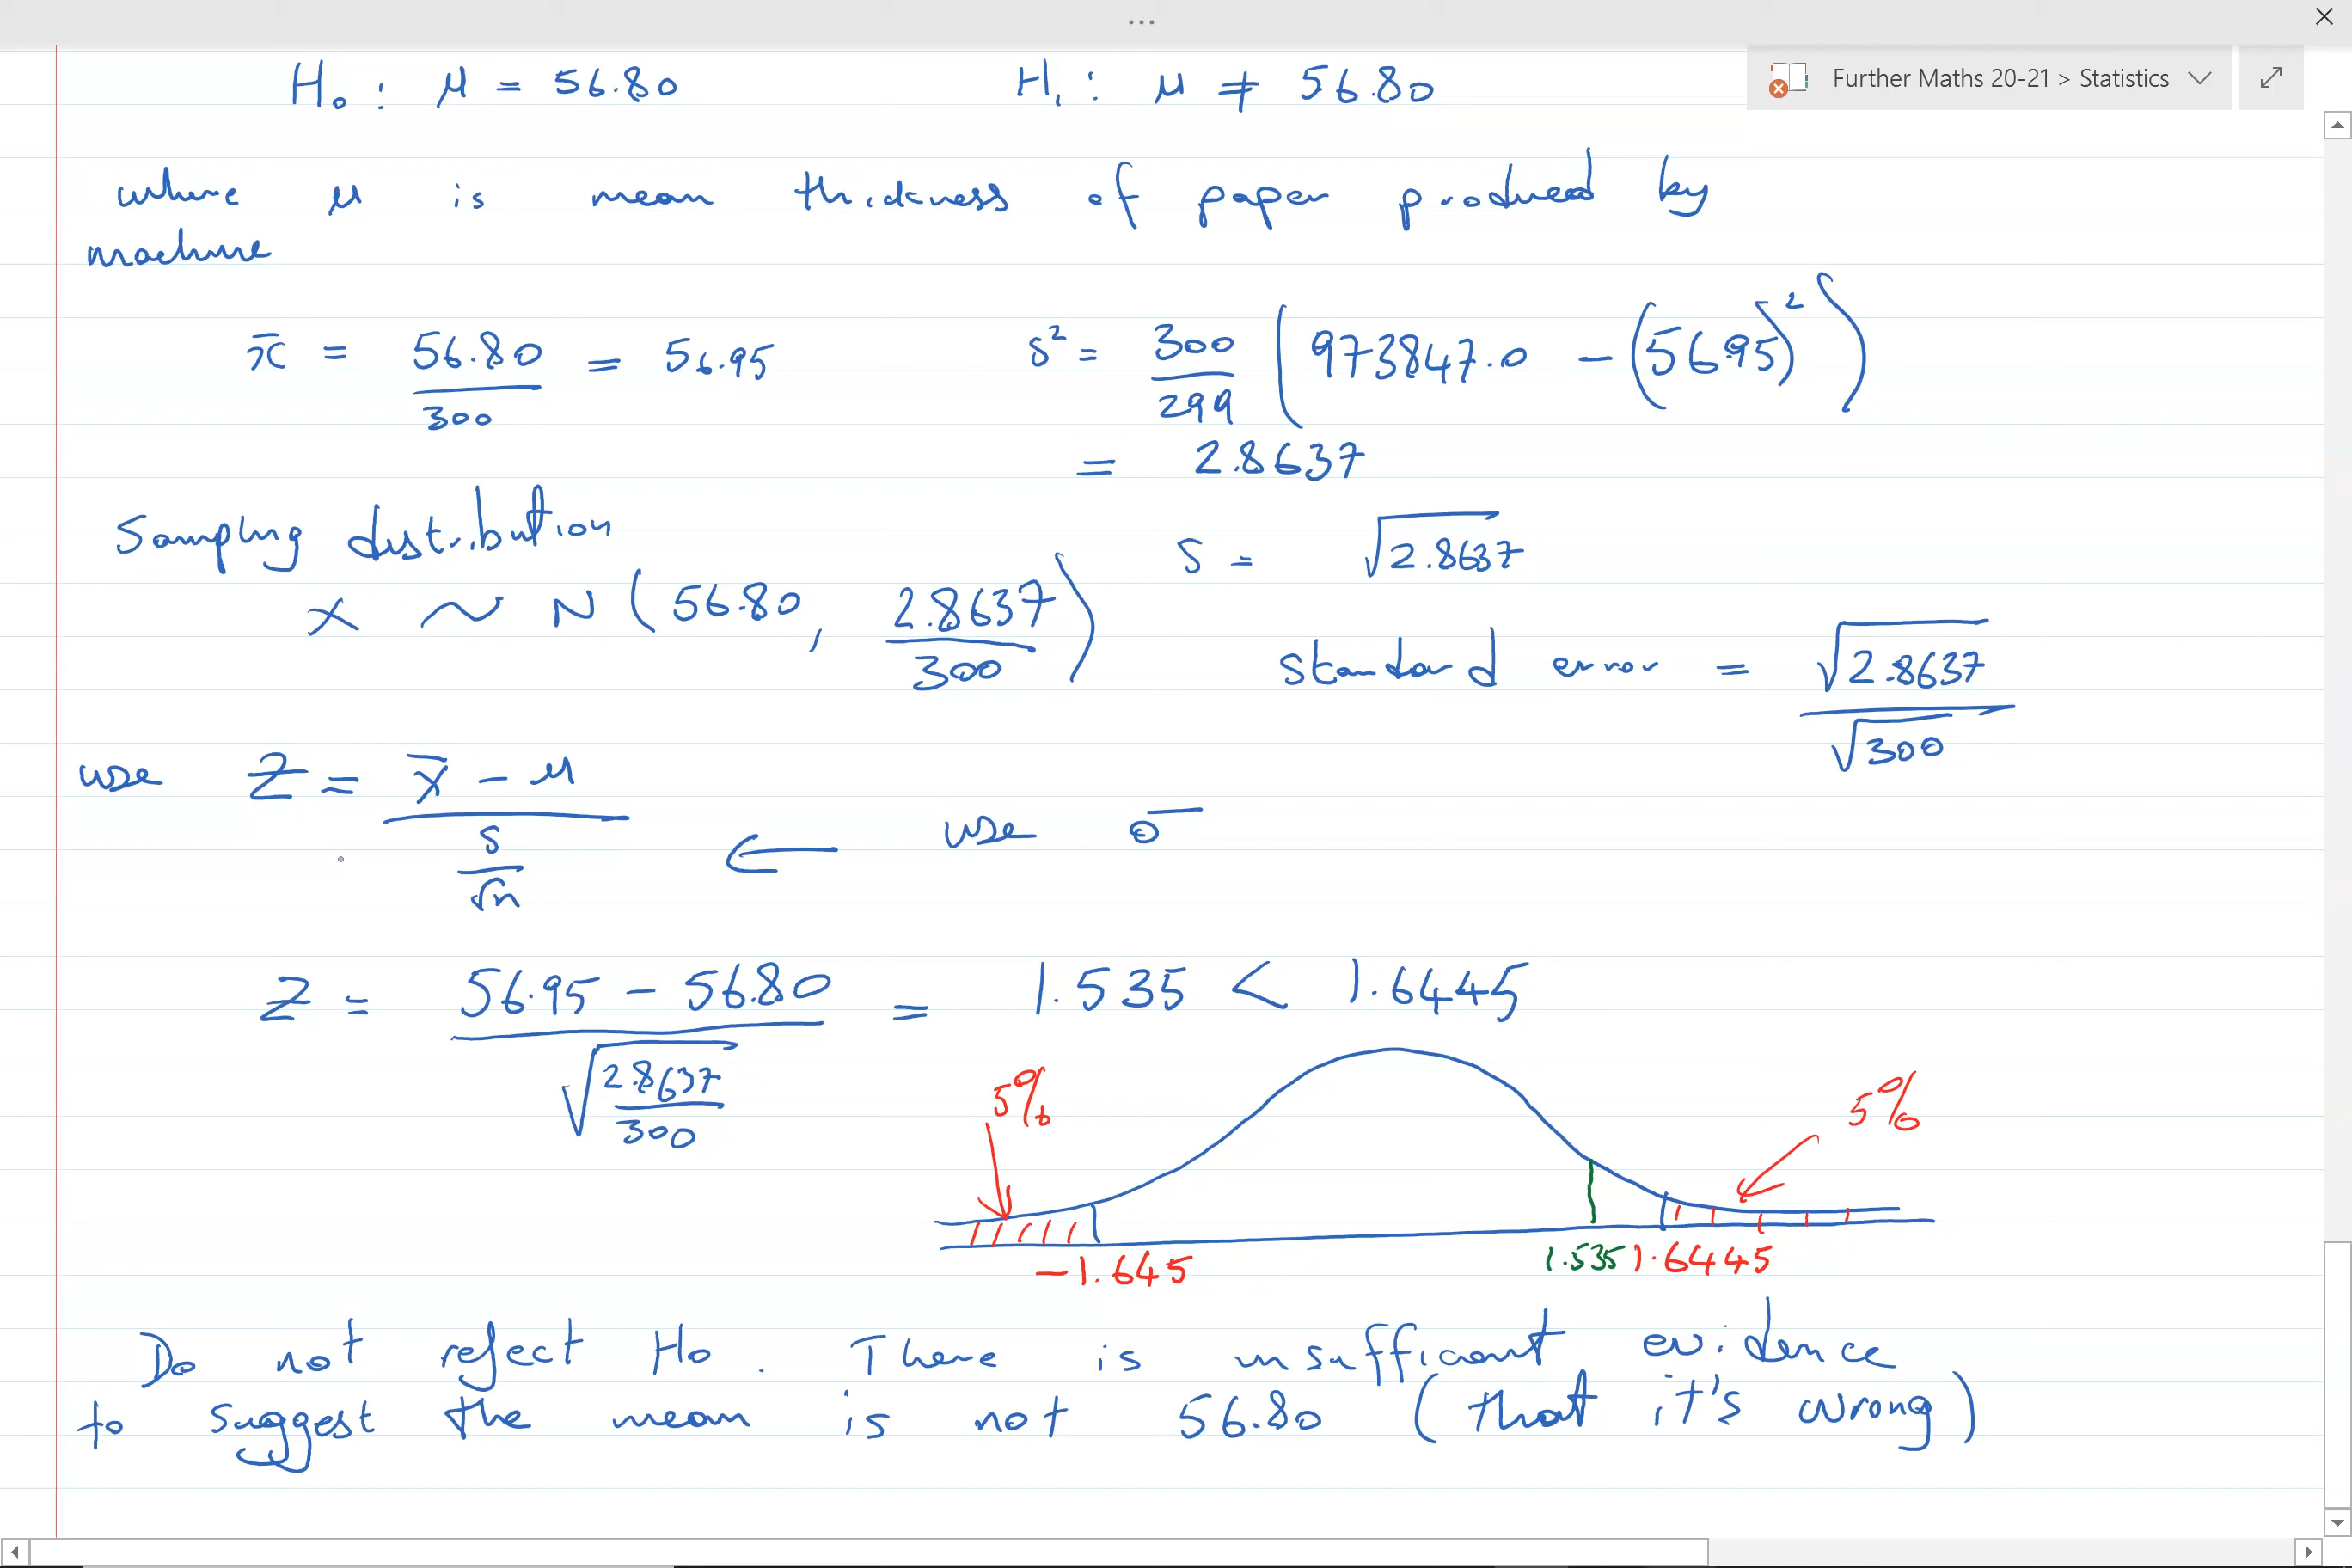 ...
H₀ : μ = 56.80 H₁ : μ ≠ 56.80
Further Maths 20-21 > Statistics
where μ is mean thickness of paper produced by
machine
x̄ = 56.80/300 = 56.95 s² = 300/299 (973847.0 - (56.95)²)
= 2.8637
Sampling distribution
s = √2.8637
X ~ N(56.80, 2.8637/300)
standard error = √2.8637/√300
use Z = (X̄ - μ)/(s/√n) ← use σ
Z = (56.95 - 56.80)/√(2.8637/300) = 1.535 < 1.6445
5% 5%
-1.645 1.535 1.6445
Do not reject H₀. There is insufficient evidence
to suggest the mean is not 56.80 (that it's wrong)